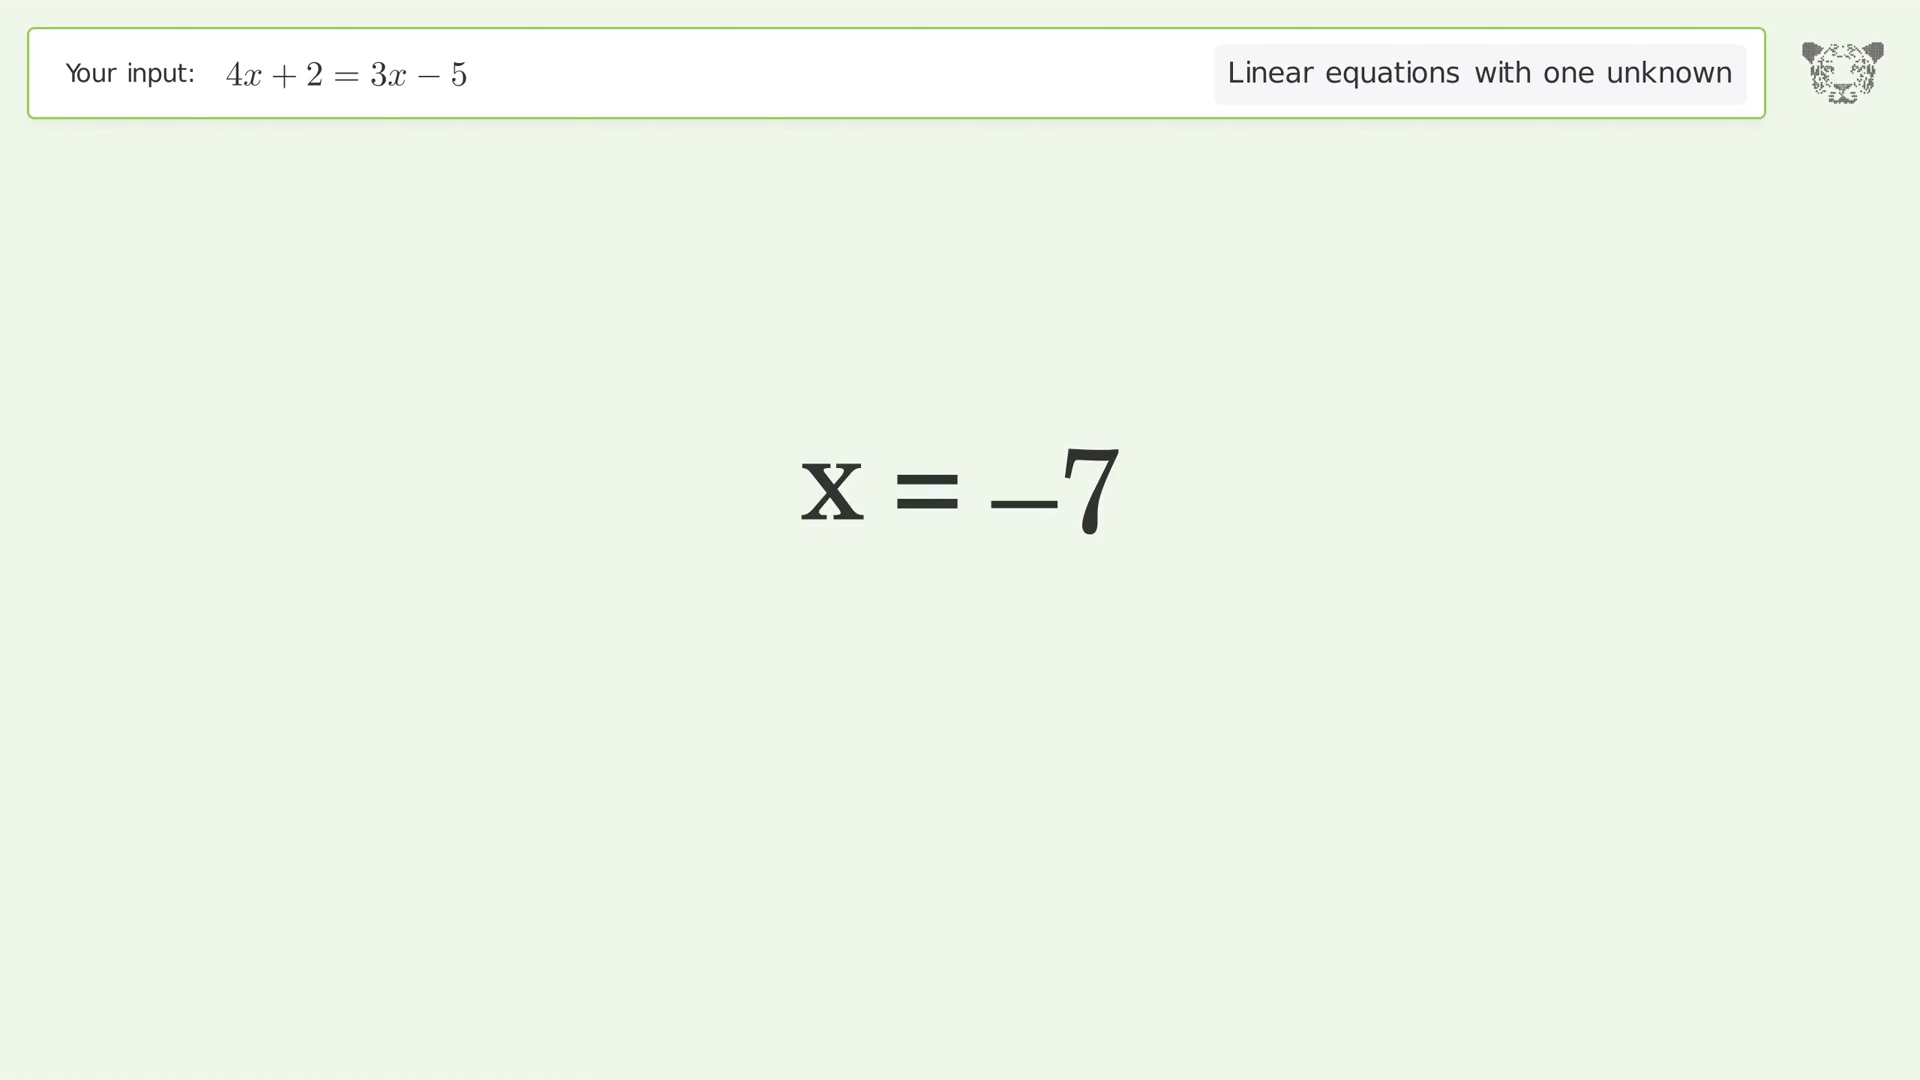 Your input: 4x + 2 = 3x − 5
Linear equations with one unknown
x = −7